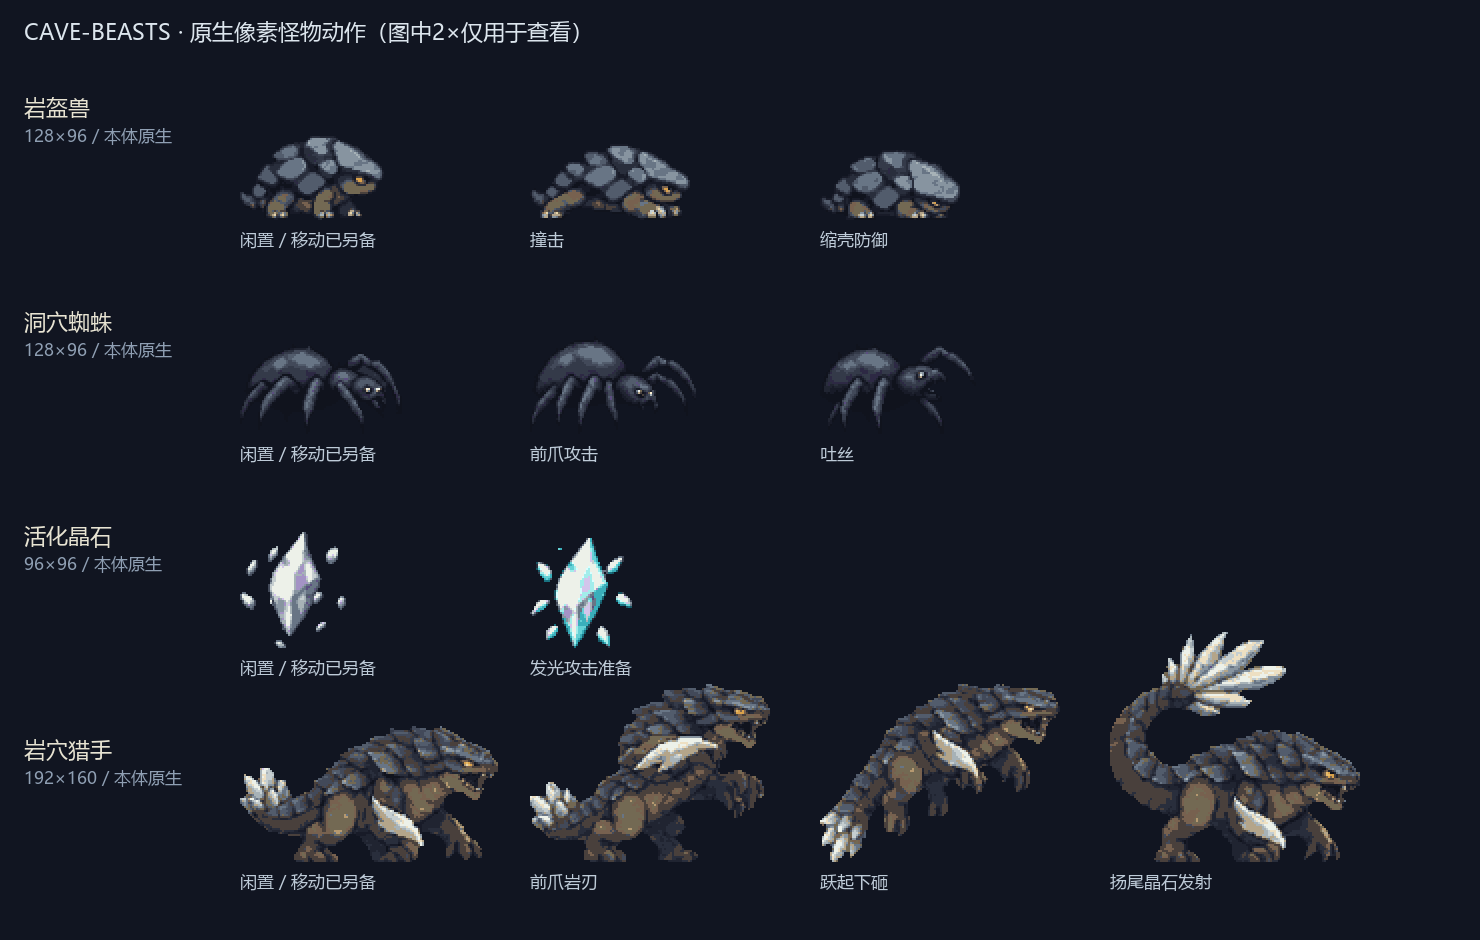 CAVE-BEASTS · 原生像素怪物动作（图中2×仅用于查看）
岩盔兽
128×96 / 本体原生
闲置 / 移动已另备
撞击
缩壳防御
洞穴蜘蛛
128×96 / 本体原生
闲置 / 移动已另备
前爪攻击
吐丝
活化晶石
96×96 / 本体原生
闲置 / 移动已另备
发光攻击准备
岩穴猎手
192×160 / 本体原生
闲置 / 移动已另备
前爪岩刃
跃起下砸
扬尾晶石发射